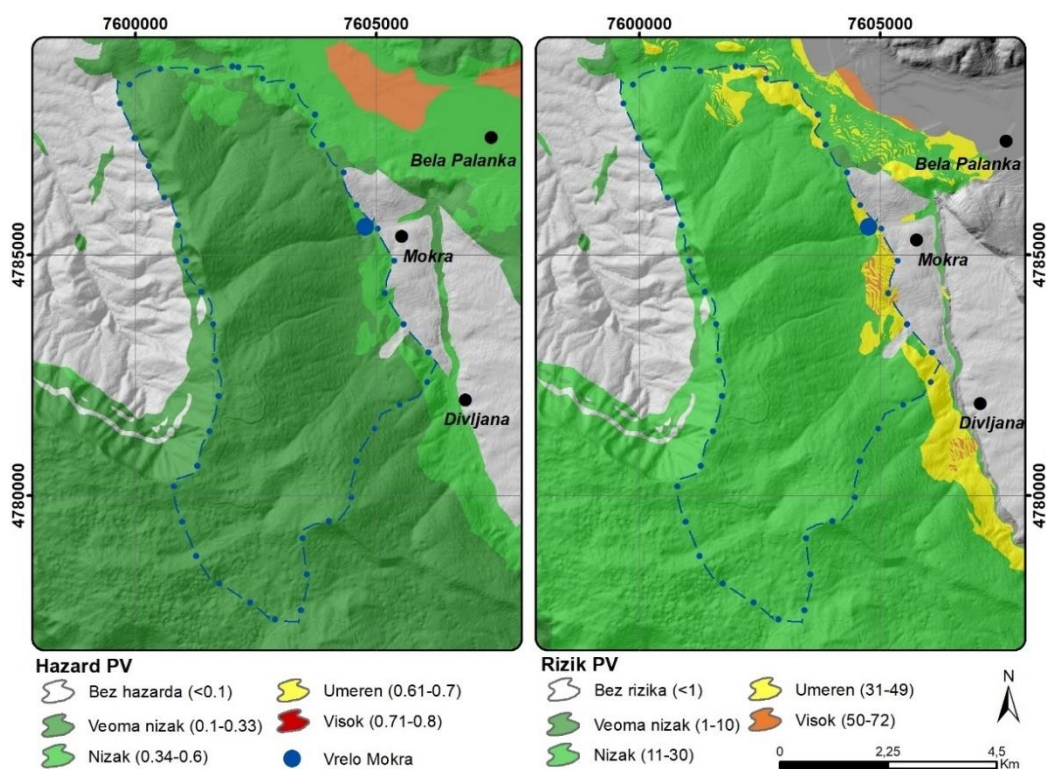 7600000
7605000
7600000
7605000
4785000
4780000
4785000
4780000
Bela Palanka
Mokra
Divljana
Bela Palanka
Mokra
Divljana
Hazard PV
Bez hazarda (<0.1)
Veoma nizak (0.1-0.33)
Nizak (0.34-0.6)
Umeren (0.61-0.7)
Visok (0.71-0.8)
Vrelo Mokra
Rizik PV
Bez rizika (<1)
Veoma nizak (1-10)
Nizak (11-30)
Umeren (31-49)
Visok (50-72)
N
0 2,25 4,5
Km